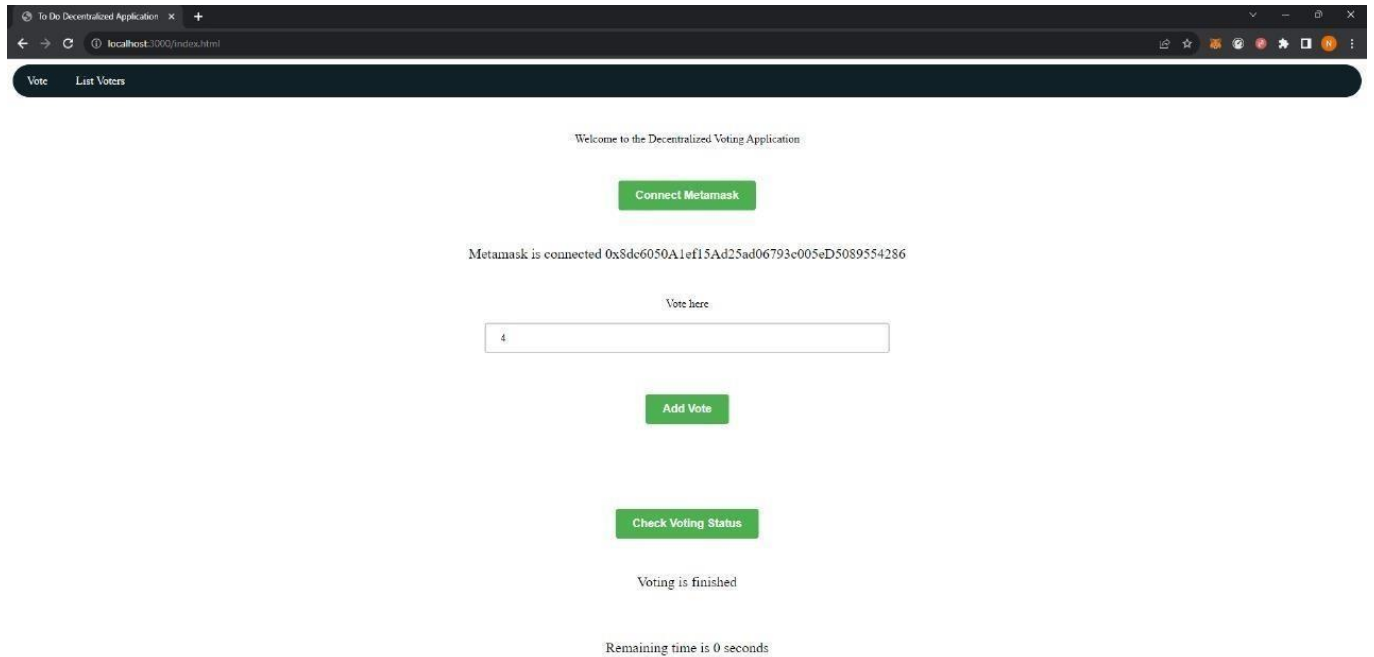 To Do Decentralized Application
localhost:3000/index.html
N
Vote List Voters
Welcome to the Decentralized Voting Application
Connect Metamask
Metamask is connected 0x8dc6050A1ef15Ad25ad06793c005eD5089554286
Vote here
4
Add Vote
Check Voting Status
Voting is finished
Remaining time is 0 seconds